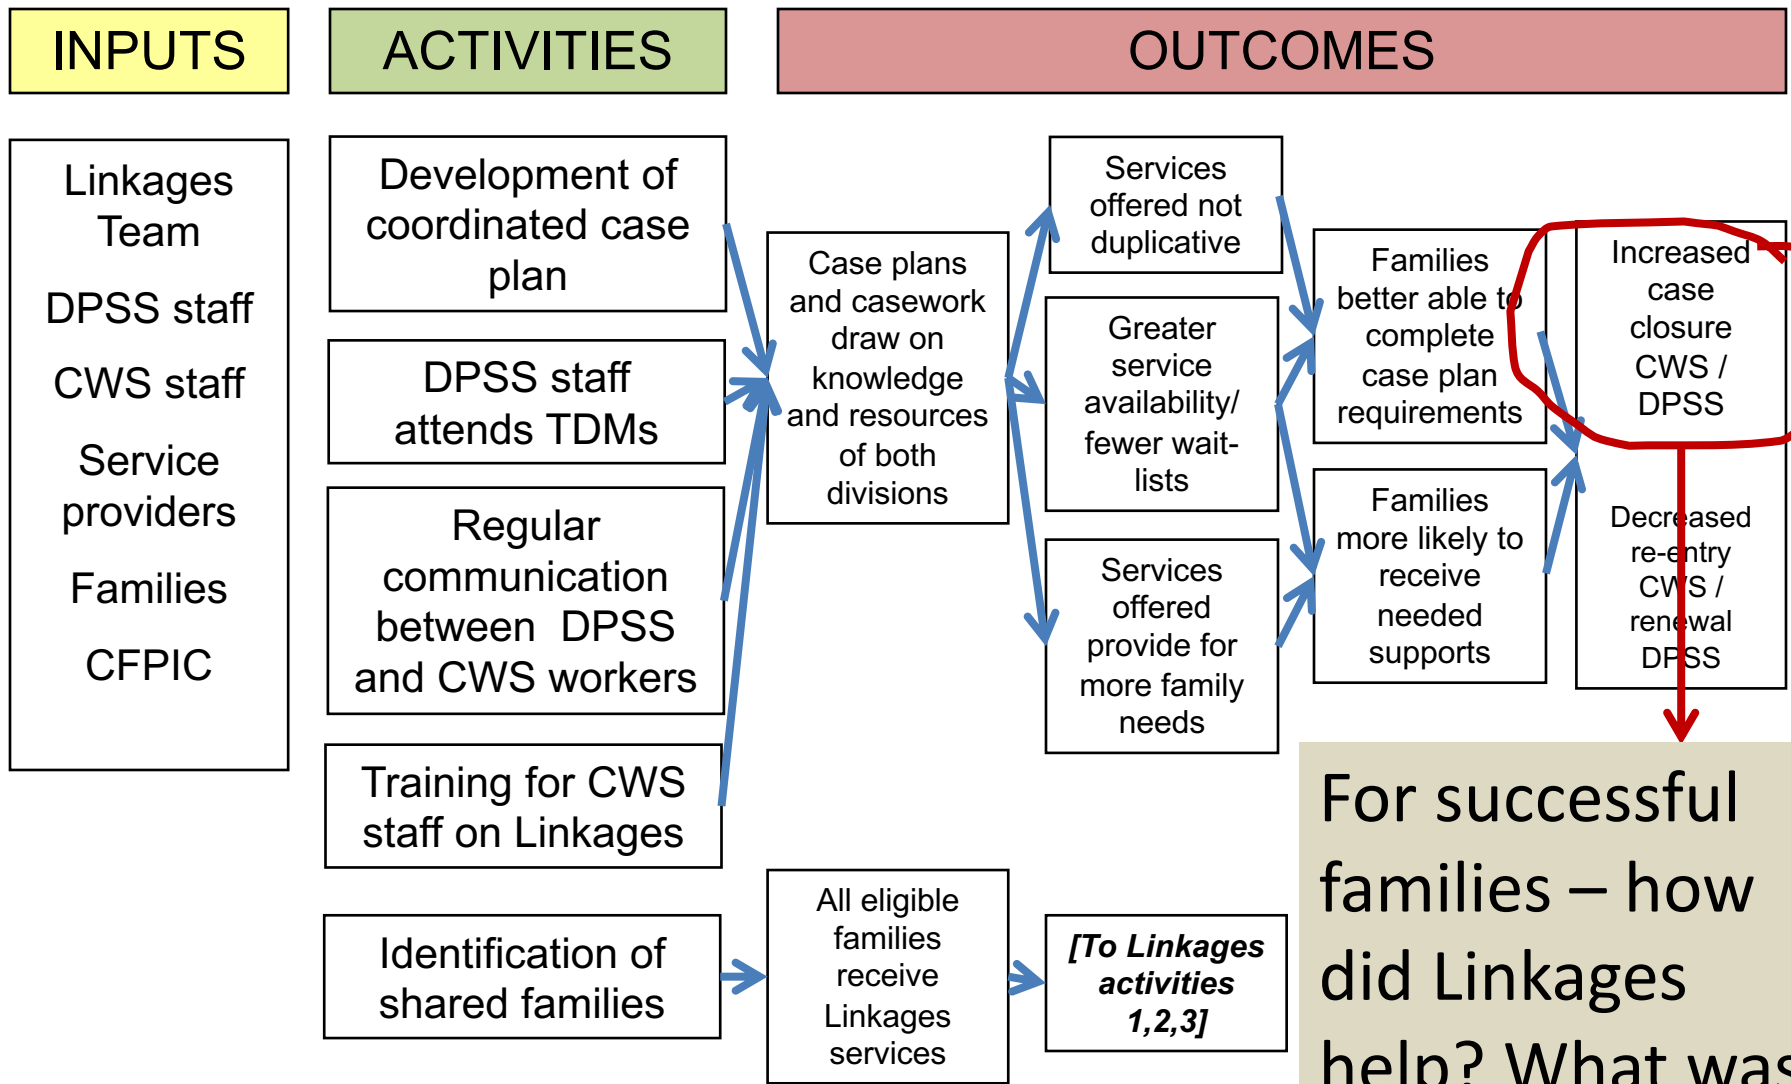 INPUTS
ACTIVITIES
OUTCOMES
Linkages
Team
DPSS staff
CWS staff
Service
providers
Families
CFPIC
Development of
coordinated case
plan
DPSS staff
attends TDMs
Regular
communication
between DPSS
and CWS workers
Training for CWS
staff on Linkages
Identification of
shared families
Case plans
and casework
draw on
knowledge
and resources
of both
divisions
All eligible
families
receive
Linkages
services
Services
offered not
duplicative
Greater
service
availability/
fewer wait-
lists
Services
offered
provide for
more family
needs
[To Linkages
activities
1,2,3]
Families
better able to
complete
case plan
requirements
Families
more likely to
receive
needed
supports
Increased
case
closure
CWS /
DPSS
Decreased
re-entry
CWS /
renewal
DPSS
For successful
families – how
did Linkages
help? What was